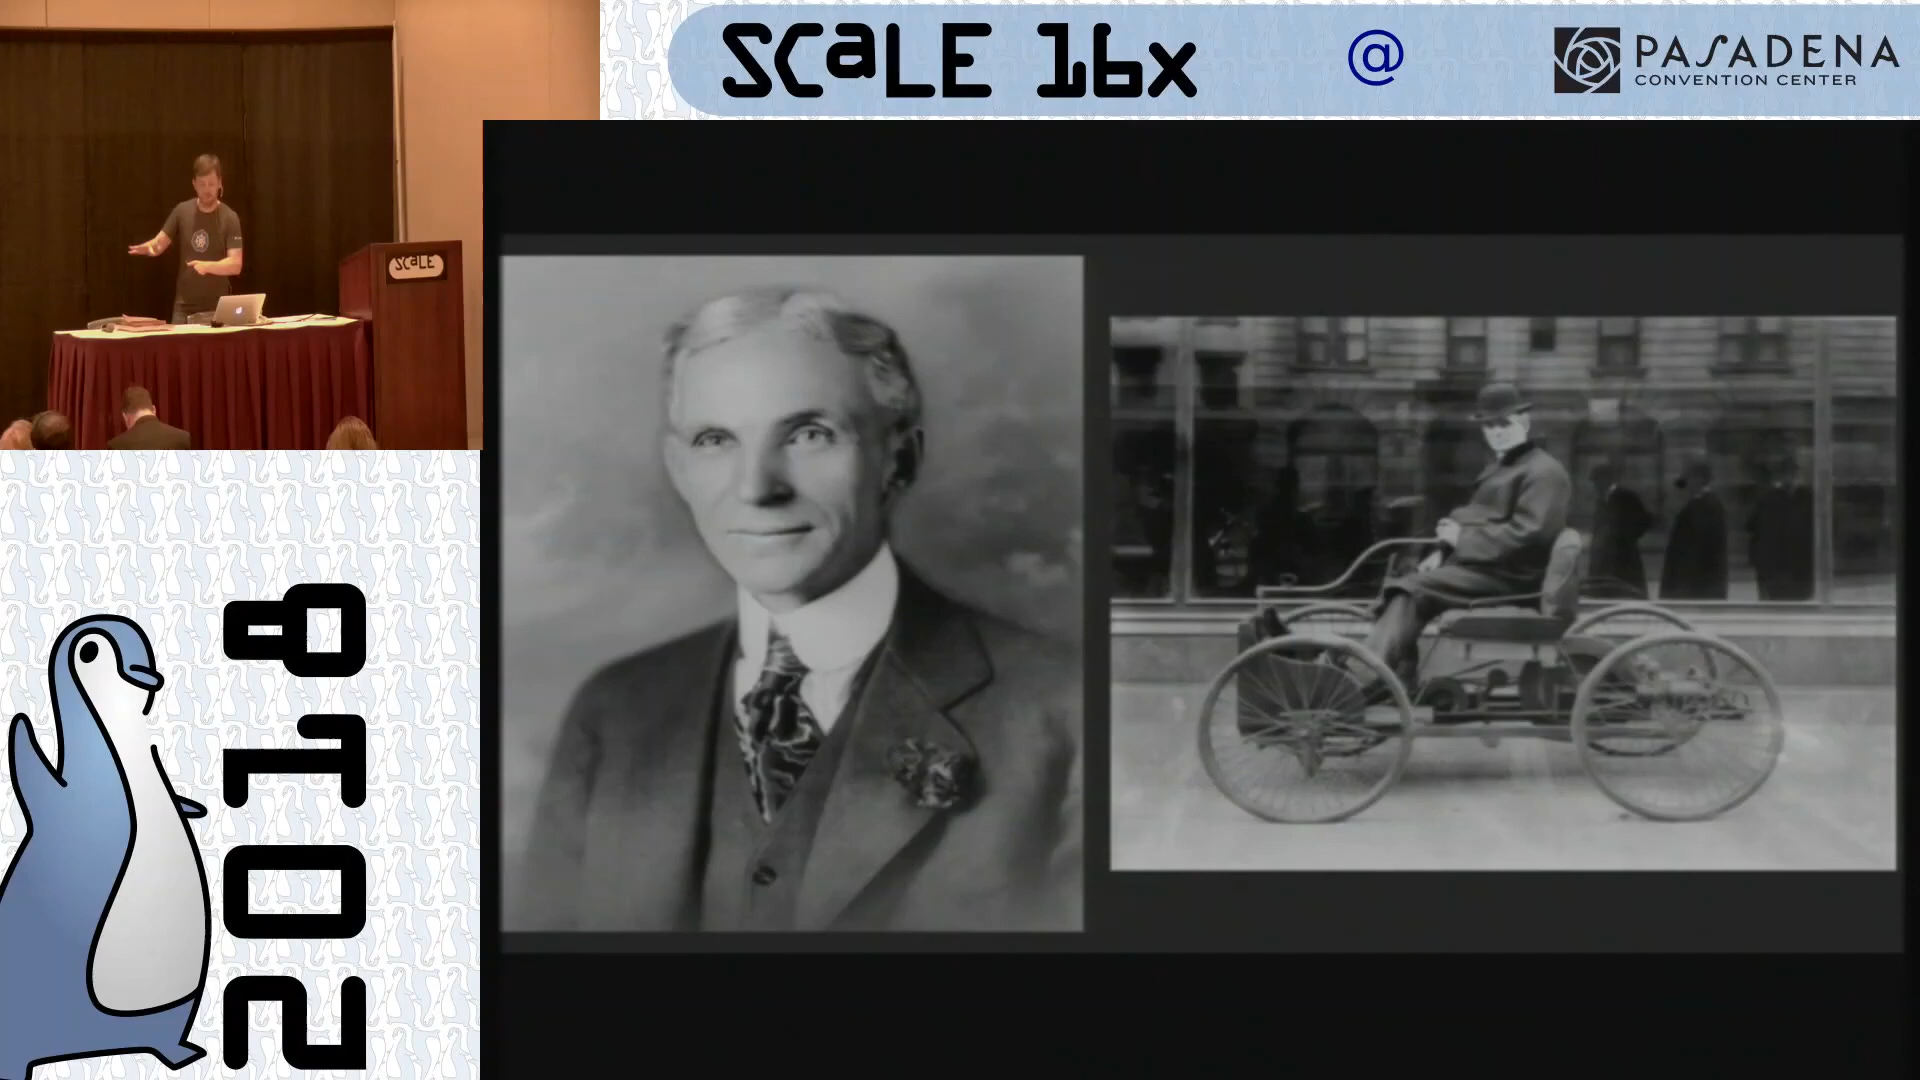 SCaLE 16x
@
PASADENA
CONVENTION CENTER
SCaLE
2018